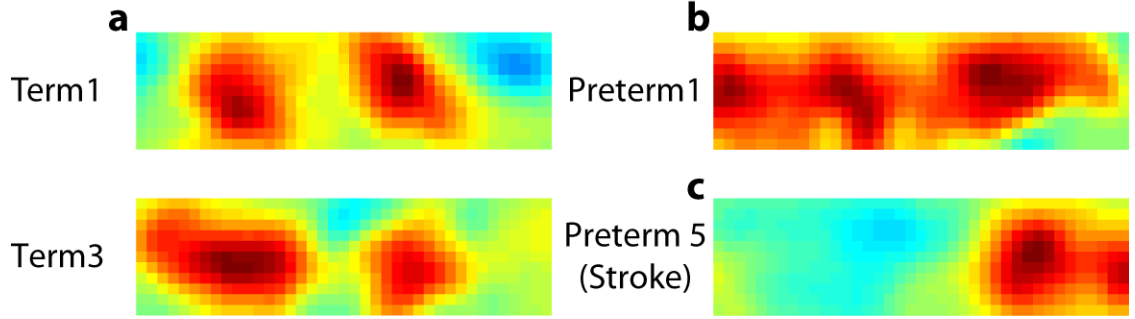 a
b
Term1
Preterm1
c
Term3
Preterm 5
(Stroke)